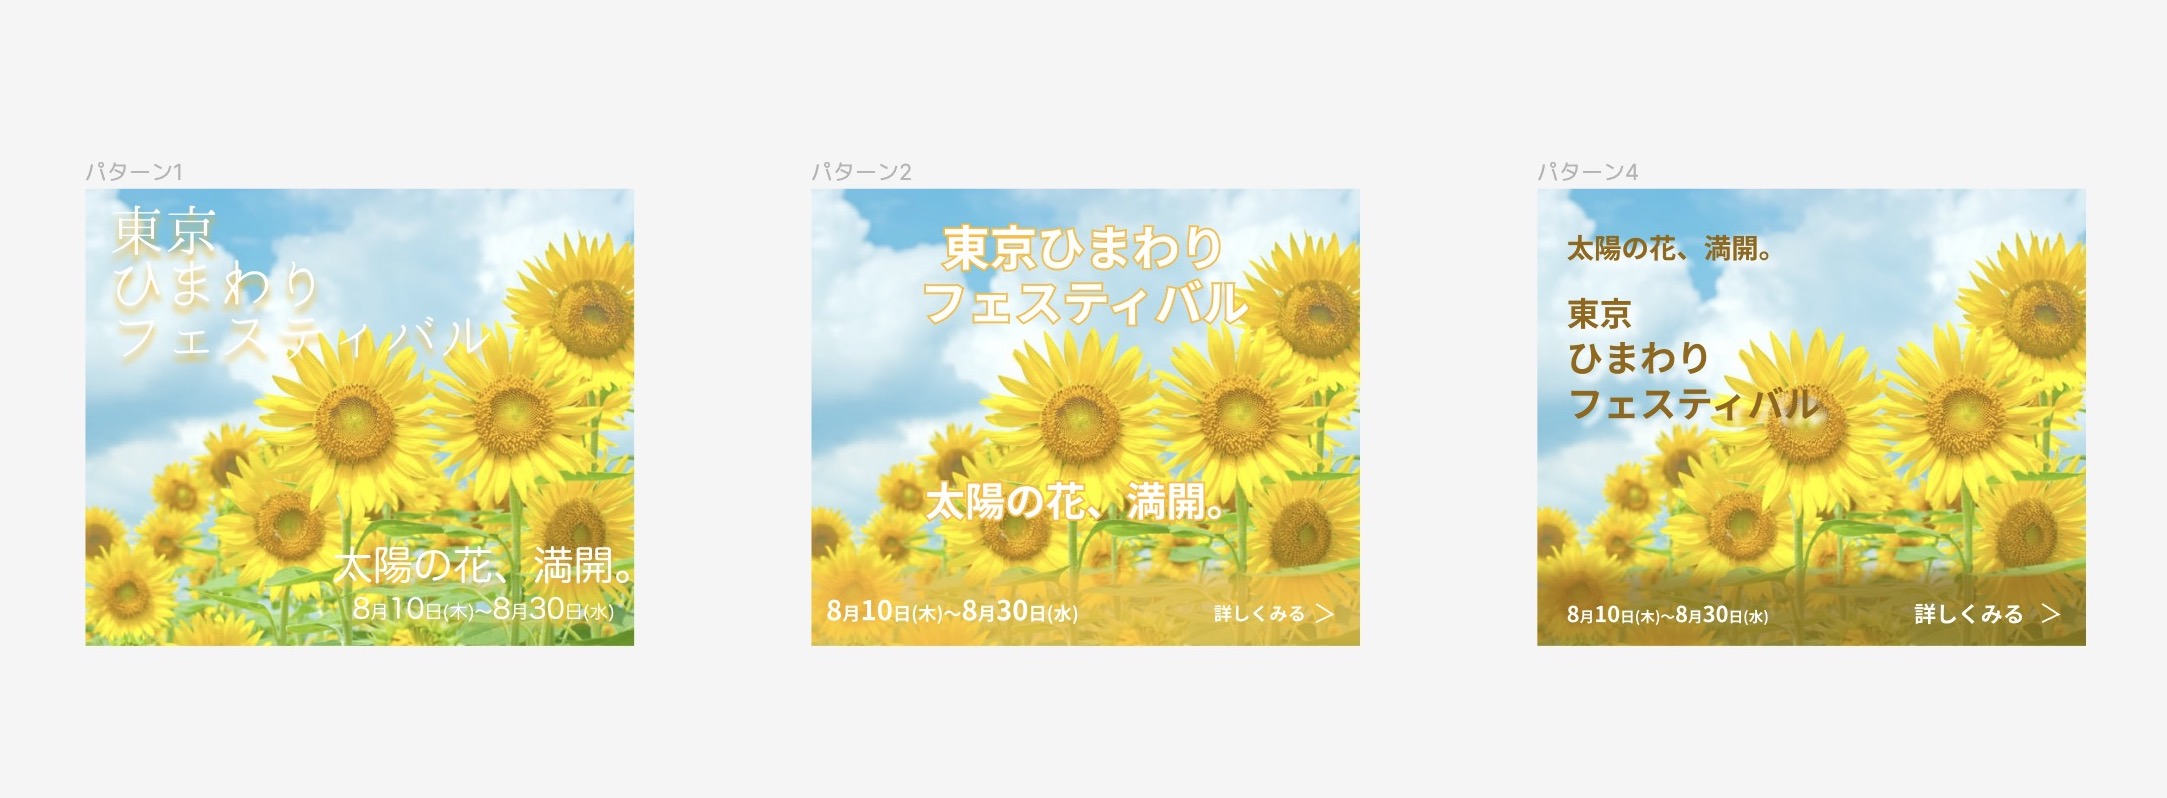 パターン1
東京
ひまわり
フェスティバル
太陽の花、満開。
8月10日(木)~8月30日(水)
パターン2
東京ひまわり
フェスティバル
太陽の花、満開。
8月10日(木)~8月30日(水)
詳しくみる >
パターン4
太陽の花、満開。
東京
ひまわり
フェスティバル
8月10日(木)~8月30日(水)
詳しくみる >